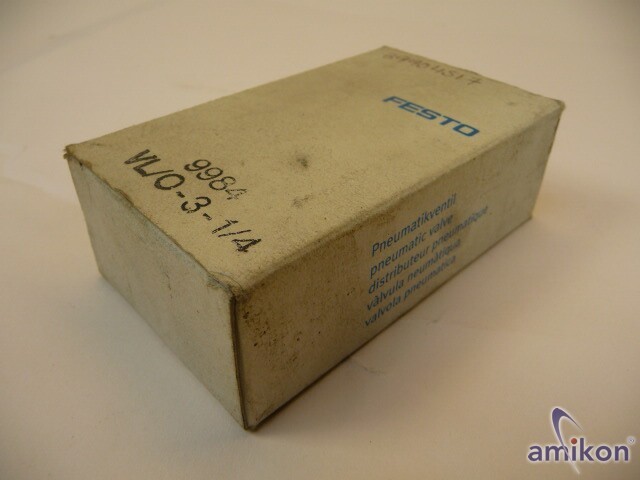 FESTO
9984
VL/O-3-1/4
Pneumatikventil
pneumatic valve
distributeur pneumatique
válvula neumática
valvola pneumatica
amikon®